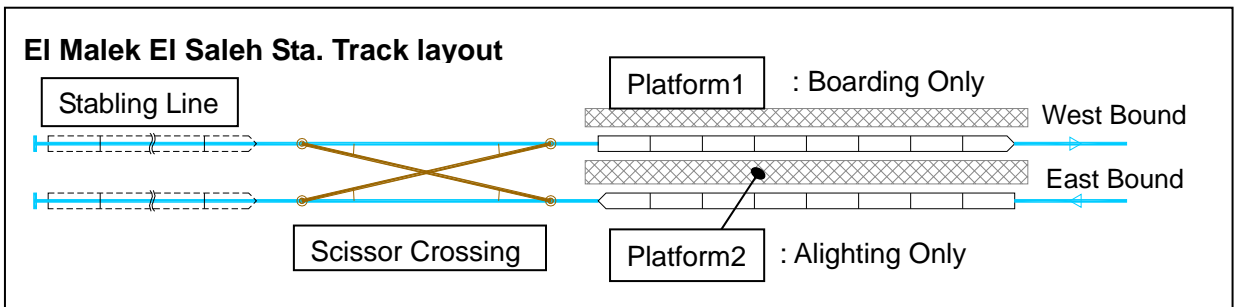 El Malek El Saleh Sta. Track layout
Platform1 : Boarding Only
Stabling Line
West Bound
East Bound
Scissor Crossing
Platform2 : Alighting Only